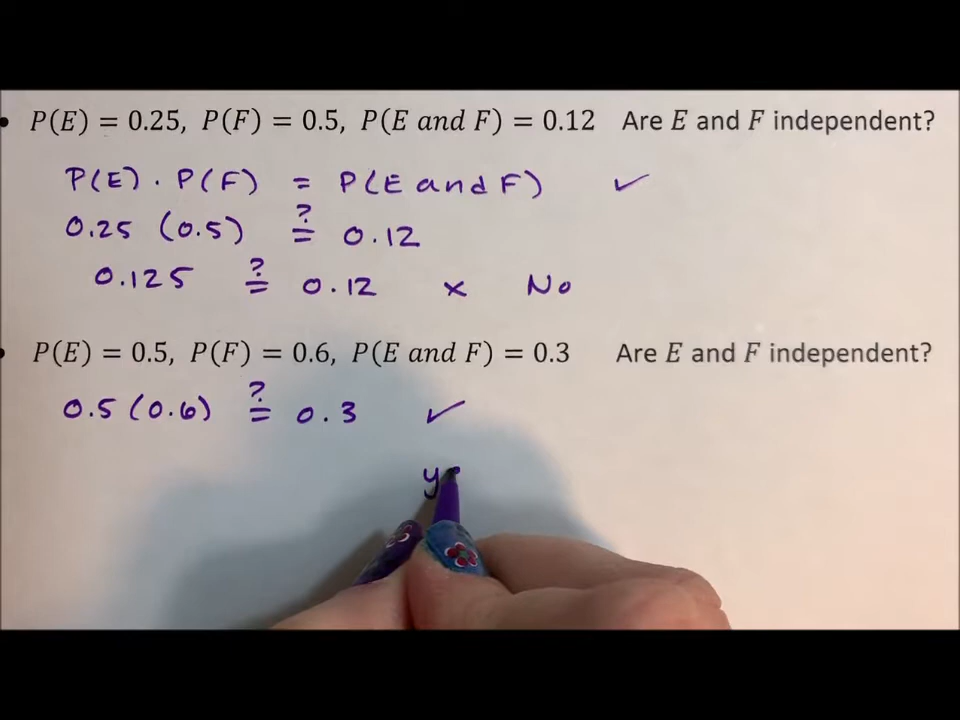 • P(E) = 0.25, P(F) = 0.5, P(E and F) = 0.12 Are E and F independent?
P(E) · P(F) = P(E and F) ✓
0.25 (0.5) ≟ 0.12
0.125 ≟ 0.12 x No
• P(E) = 0.5, P(F) = 0.6, P(E and F) = 0.3 Are E and F independent?
0.5 (0.6) ≟ 0.3 ✓